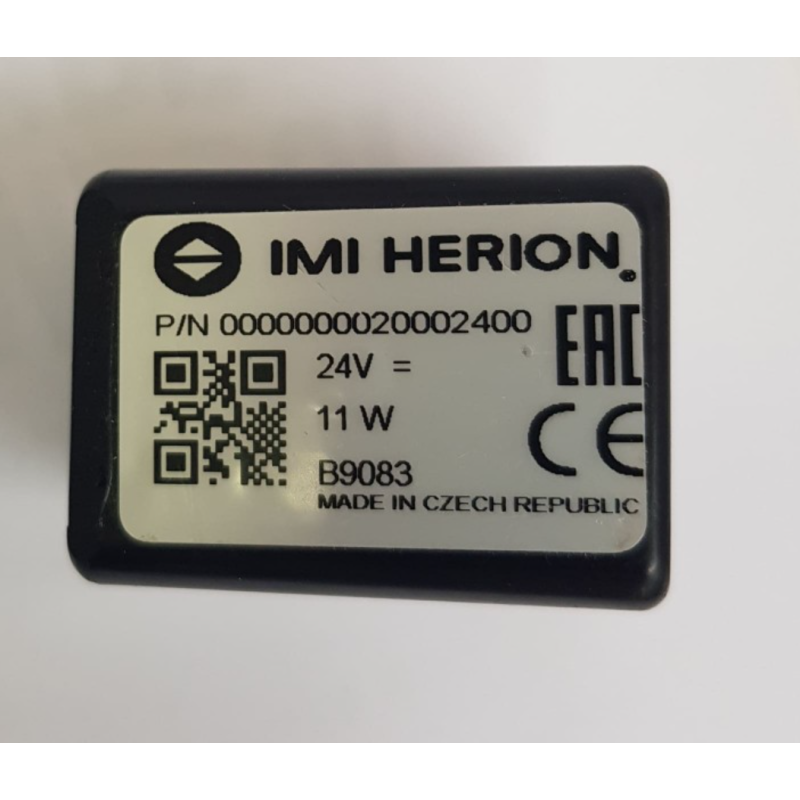 IMI HERION
P/N 0000000020002400
24V =
EAC
11 W
CE
B9083
MADE IN CZECH REPUBLIC